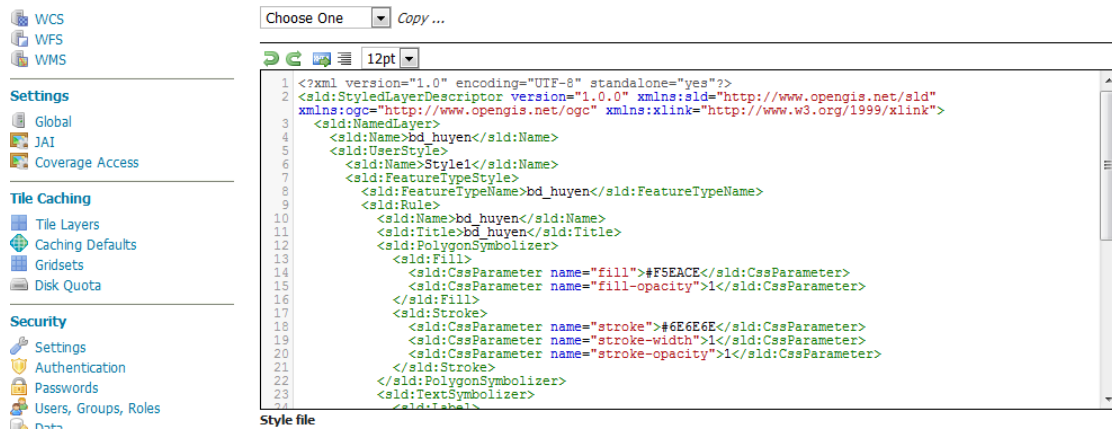 WCS
WFS
WMS
Settings
Global
JAI
Coverage Access
Tile Caching
Tile Layers
Caching Defaults
Gridsets
Disk Quota
Security
Settings
Authentication
Passwords
Users, Groups, Roles
Data
Choose One Copy ...
12pt
1 <?xml version="1.0" encoding="UTF-8" standalone="yes"?>
2 <sld:StyledLayerDescriptor version="1.0.0" xmlns:sld="http://www.opengis.net/sld"
xmlns:ogc="http://www.opengis.net/ogc" xmlns:xlink="http://www.w3.org/1999/xlink">
3 <sld:NamedLayer>
4 <sld:Name>bd_huyen</sld:Name>
5 <sld:UserStyle>
6 <sld:Name>Style1</sld:Name>
7 <sld:FeatureTypeStyle>
8 <sld:FeatureTypeName>bd_huyen</sld:FeatureTypeName>
9 <sld:Rule>
10 <sld:Name>bd_huyen</sld:Name>
11 <sld:Title>bd_huyen</sld:Title>
12 <sld:PolygonSymbolizer>
13 <sld:Fill>
14 <sld:CssParameter name="fill">#F5EACE</sld:CssParameter>
15 <sld:CssParameter name="fill-opacity">1</sld:CssParameter>
16 </sld:Fill>
17 <sld:Stroke>
18 <sld:CssParameter name="stroke">#6E6E6E</sld:CssParameter>
19 <sld:CssParameter name="stroke-width">1</sld:CssParameter>
20 <sld:CssParameter name="stroke-opacity">1</sld:CssParameter>
21 </sld:Stroke>
22 </sld:PolygonSymbolizer>
23 <sld:TextSymbolizer>
24 <sld:Label>
Style file